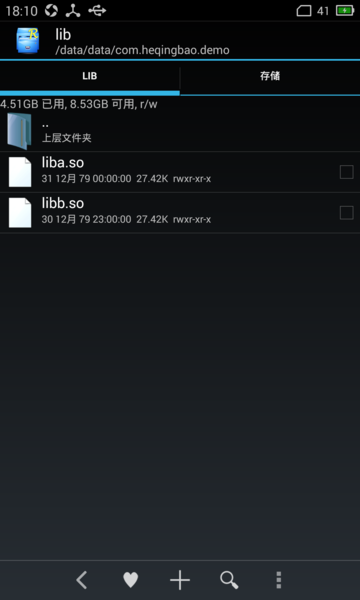 18:10 41
lib
/data/data/com.heqingbao.demo
LIB 存储
4.51GB 已用, 8.53GB 可用, r/w
..
上层文件夹
liba.so
31 12月 79 00:00:00 27.42K rwxr-xr-x
libb.so
30 12月 79 23:00:00 27.42K rwxr-xr-x